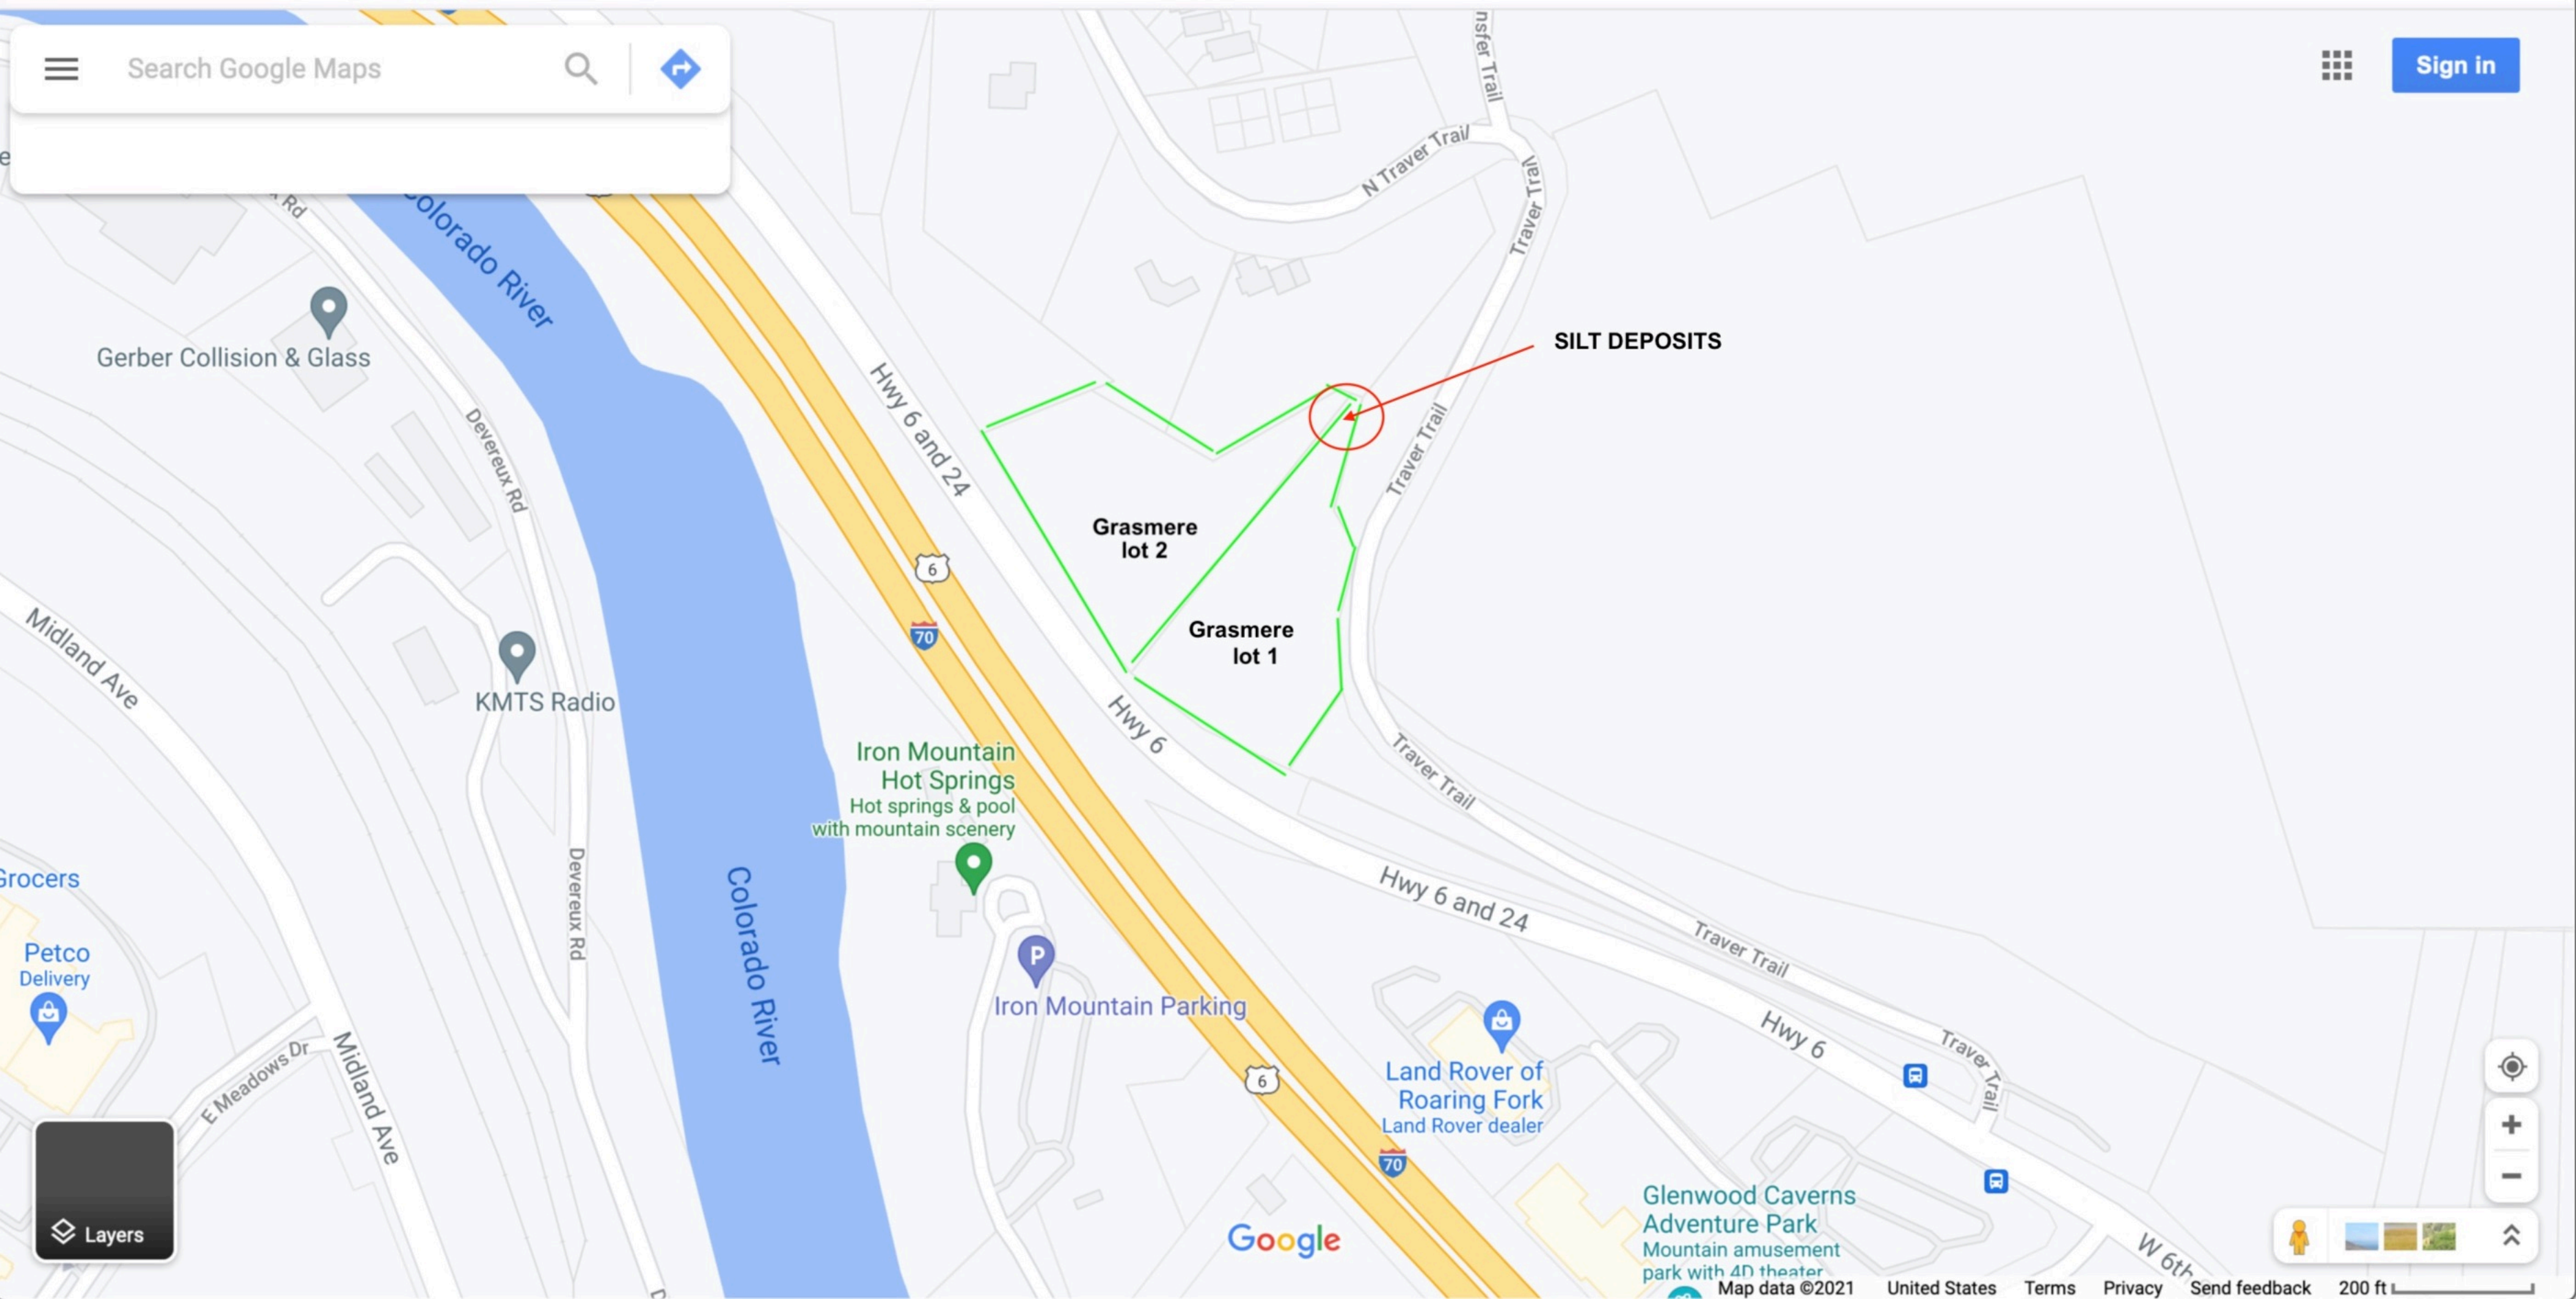 Search Google Maps
Sign in
nsfer Trail
N Traver Trail
Traver Trail
Rd
Colorado River
SILT DEPOSITS
Gerber Collision & Glass
Hwy 6 and 24
Devereux Rd
Traver Trail
Grasmere
lot 2
6
70
Grasmere
lot 1
Midland Ave
KMTS Radio
Hwy 6
Iron Mountain
Hot Springs
Hot springs & pool
with mountain scenery
Traver Trail
Grocers
Devereux Rd
Colorado River
Hwy 6 and 24
Petco
Delivery
P
Iron Mountain Parking
Traver Trail
Hwy 6
Traver Trail
E Meadows Dr
Midland Ave
6
Land Rover of
Roaring Fork
Land Rover dealer
70
Glenwood Caverns
Adventure Park
Mountain amusement
park with 4D theater
Layers
Google
W 6th
Map data ©2021 United States Terms Privacy Send feedback 200 ft